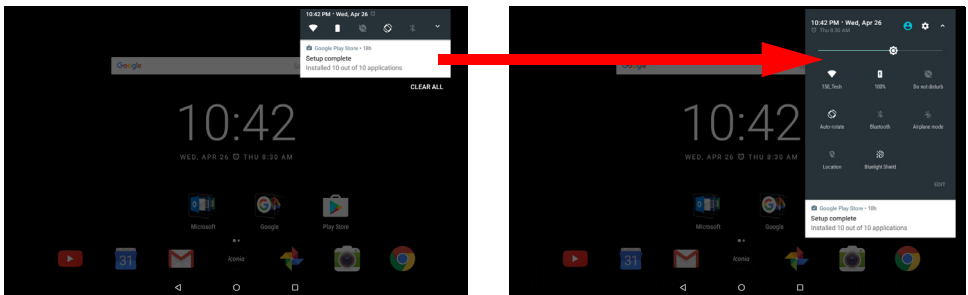 10:42 PM • Wed, Apr 26
Google Play Store • 18h
Setup complete
Installed 10 out of 10 applications
CLEAR ALL
Google
10:42
WED, APR 26 THU 8:30 AM
Microsoft
Google
Play Store
31
Iconia
10:42 PM • Wed, Apr 26
Thu 8:30 AM
100%
Do not disturb
Auto-rotate
Bluetooth
Airplane mode
Location
Bluelight Shield
EDIT
Google Play Store • 18h
Setup complete
Installed 10 out of 10 applications
10:42
WED, APR 26 THU 8:30 AM
Microsoft
Google
31
Iconia